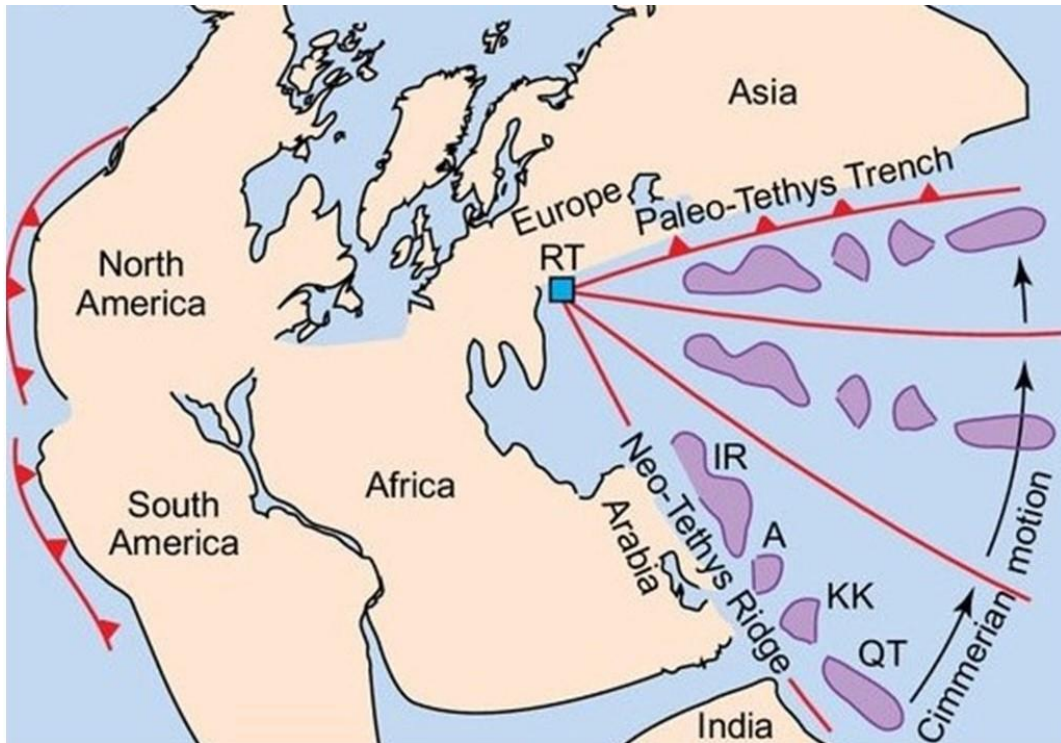 Asia
Paleo-Tethys Trench
Europe
RT
North
America
IR
Neo-Tethys Ridge
Africa
South
America
Arabia
A
KK
QT
Cimmerian motion
India